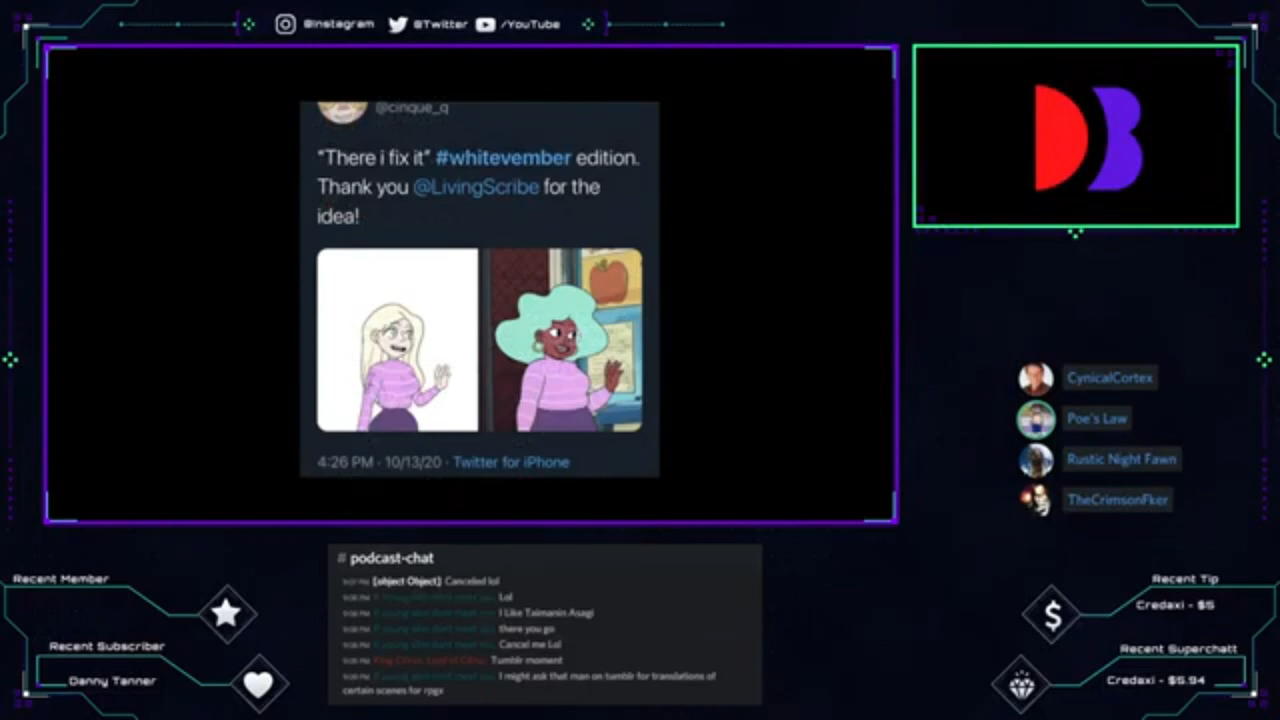 @Instagram @Twitter /YouTube
@cinque_q
"There i fix it" #whitevember edition.
Thank you @LivingScribe for the
idea!
4:26 PM · 10/13/20 · Twitter for iPhone
DB
CynicalCortex
Poe's Law
Rustic Night Fawn
TheCrimsonFker
# podcast-chat
[object Object] Canceled lol
Lol
I Like Taimanin Asagi
there you go
Cancel me Lol
Tumblr moment
I might ask that man on tumblr for translations of
certain scenes for rpgx
Recent Member
Recent Subscriber
Danny Tanner
Recent Tip
Credaxi - $5
Recent Superchatt
Credaxi - $5.94